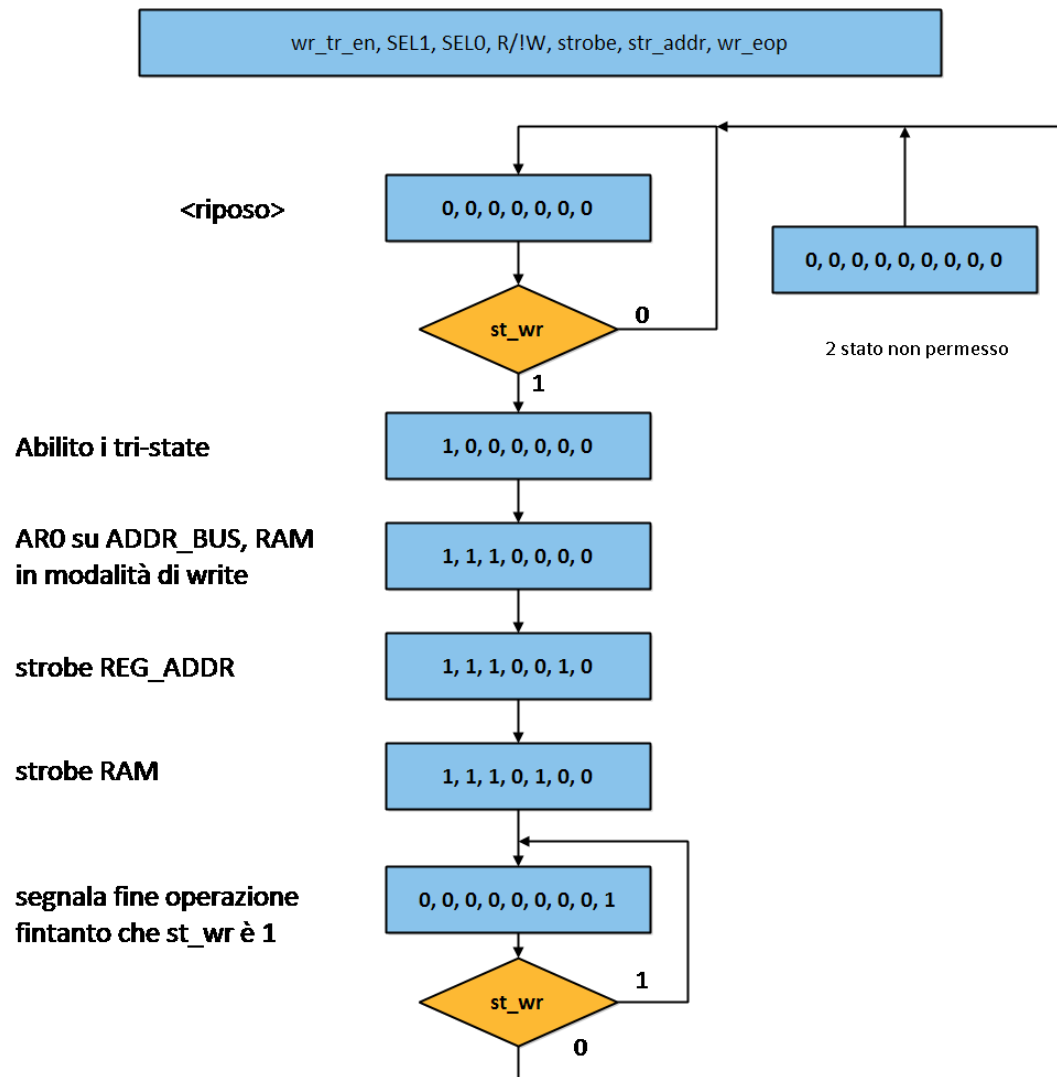 wr_tr_en, SEL1, SEL0, R/!W, strobe, str_addr, wr_eop
<riposo>
0, 0, 0, 0, 0, 0, 0
0, 0, 0, 0, 0, 0, 0, 0, 0
st_wr
0
2 stato non permesso
1
Abilito i tri-state
1, 0, 0, 0, 0, 0, 0
AR0 su ADDR_BUS, RAM
in modalità di write
1, 1, 1, 0, 0, 0, 0
strobe REG_ADDR
1, 1, 1, 0, 0, 1, 0
strobe RAM
1, 1, 1, 0, 1, 0, 0
segnala fine operazione
fintanto che st_wr è 1
0, 0, 0, 0, 0, 0, 0, 0, 1
1
st_wr
0